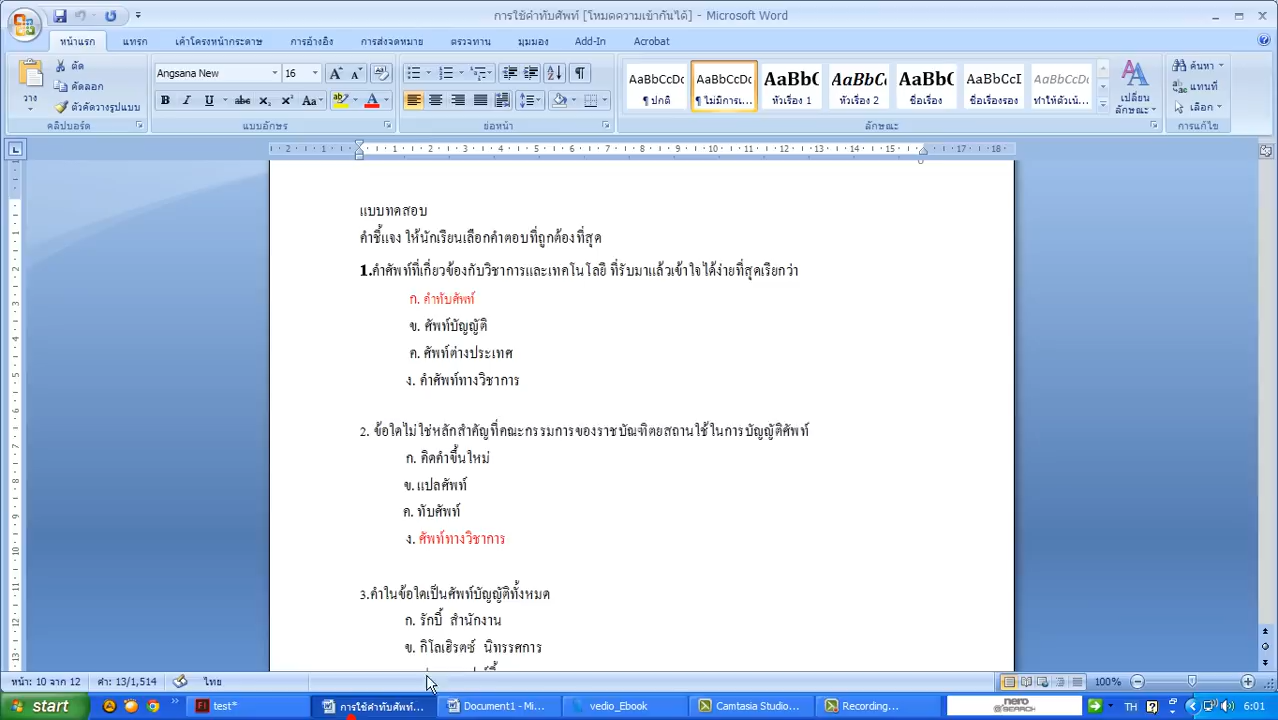 การใช้คำทับศัพท์ [โหมดความเข้ากันได้] - Microsoft Word
หน้าแรก แทรก เค้าโครงหน้ากระดาษ การอ้างอิง การส่งจดหมาย ตรวจทาน มุมมอง Add-In Acrobat
วาง ตัด คัดลอก ตัวคัดวางรูปแบบ
Angsana New 16
AaBbCcDc AaBbCcDc AaBbC AaBbCc AaBbC AaBbCcI AaBbCcDc
¶ ปกติ ¶ ไม่มีการเ... หัวเรื่อง 1 หัวเรื่อง 2 ชื่อเรื่อง ชื่อเรื่องรอง ทำให้ตัวเน้...
เปลี่ยนลักษณะ
ค้นหา
แทนที่
เลือก
คลิปบอร์ด แบบอักษร ย่อหน้า ลักษณะ การแก้ไข
แบบทดสอบ
คำชี้แจง ให้นักเรียนเลือกคำตอบที่ถูกต้องที่สุด
1.คำศัพท์ที่เกี่ยวข้องกับวิชาการและเทคโนโลยี ที่รับมาแล้วเข้าใจได้ง่ายที่สุดเรียกว่า
ก. คำทับศัพท์
ข. ศัพท์บัญญัติ
ค. ศัพท์ต่างประเทศ
ง. คำศัพท์ทางวิชาการ
2. ข้อใดไม่ใช่หลักสำคัญที่คณะกรรมการของราชบัณฑิตยสถานใช้ในการบัญญัติศัพท์
ก. คิดคำขึ้นใหม่
ข. แปลศัพท์
ค. ทับศัพท์
ง. ศัพท์ทางวิชาการ
3.คำในข้อใดเป็นศัพท์บัญญัติทั้งหมด
ก. รักบี้ สำนักงาน
ข. กิโลเฮิรตซ์ นิทรรศการ
หน้า: 10 จาก 12 คำ: 13/1,514 ไทย 100%
start test* การใช้คำทับศัพท์... Document1 - Mi... vedio_Ebook Camtasia Studio... Recording... nero SEARCH TH 6:01